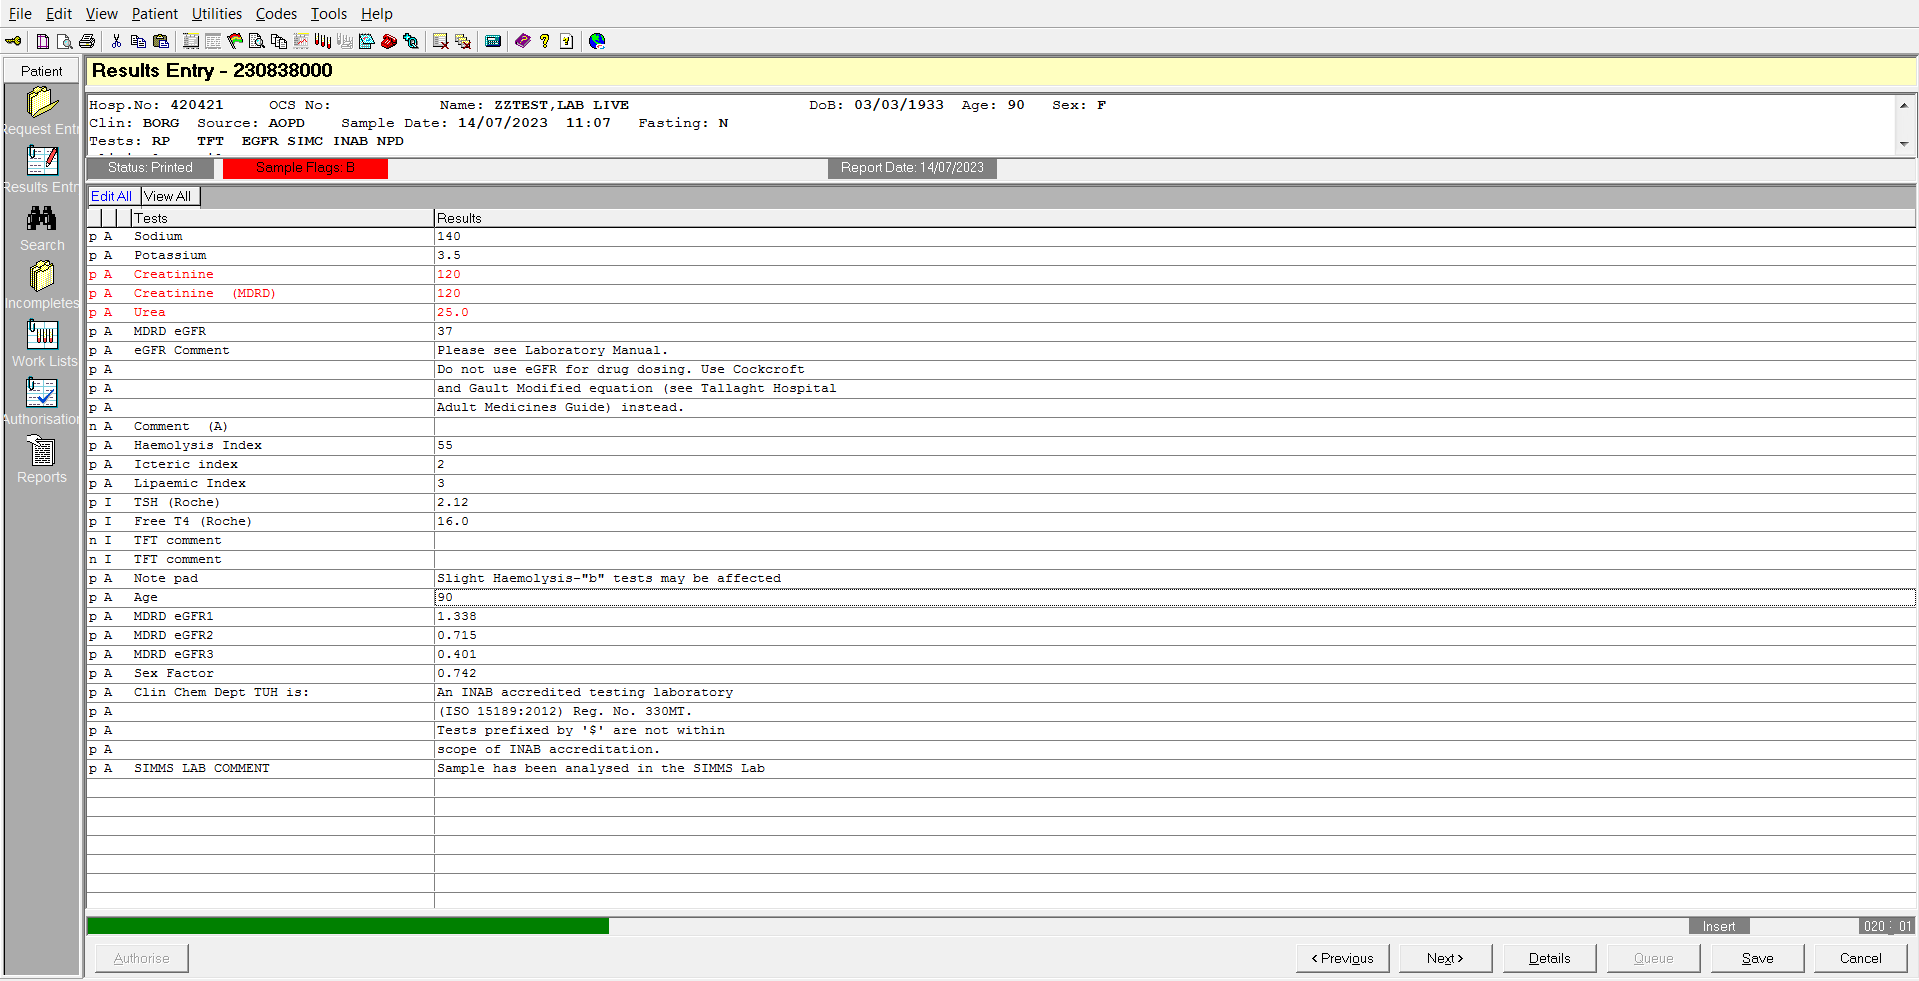 File Edit View Patient Utilities Codes Tools Help
Patient
Results Entry - 230838000
Hosp.No: 420421 OCS No: Name: ZZTEST,LAB LIVE DoB: 03/03/1933 Age: 90 Sex: F
Clin: BORG Source: AOPD Sample Date: 14/07/2023 11:07 Fasting: N
Tests: RP TFT EGFR SIMC INAB NPD
Status: Printed Sample Flags: B Report Date: 14/07/2023
Request Entr
Results Entr
Search
Incompletes
Work Lists
Authorisation
Reports
Edit All View All
Tests Results
p A Sodium 140
p A Potassium 3.5
p A Creatinine 120
p A Creatinine (MDRD) 120
p A Urea 25.0
p A MDRD eGFR 37
p A eGFR Comment Please see Laboratory Manual.
p A Do not use eGFR for drug dosing. Use Cockcroft
p A and Gault Modified equation (see Tallaght Hospital
p A Adult Medicines Guide) instead.
n A Comment (A)
p A Haemolysis Index 55
p A Icteric index 2
p A Lipaemic Index 3
p I TSH (Roche) 2.12
p I Free T4 (Roche) 16.0
n I TFT comment
n I TFT comment
p A Note pad Slight Haemolysis-"b" tests may be affected
p A Age 90
p A MDRD eGFR1 1.338
p A MDRD eGFR2 0.715
p A MDRD eGFR3 0.401
p A Sex Factor 0.742
p A Clin Chem Dept TUH is: An INAB accredited testing laboratory
p A (ISO 15189:2012) Reg. No. 330MT.
p A Tests prefixed by '$' are not within
p A scope of INAB accreditation.
p A SIMMS LAB COMMENT Sample has been analysed in the SIMMS Lab
Insert 020 : 01
Authorise < Previous Next > Details Queue Save Cancel